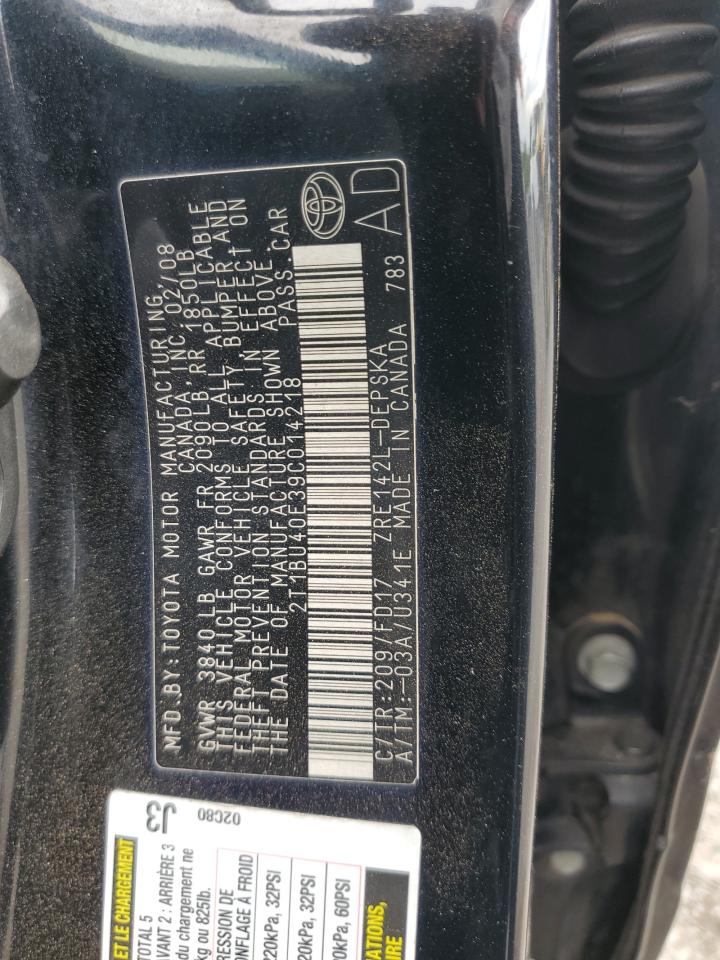 MFD.BY:TOYOTA MOTOR MANUFACTURING,
CANADA, INC. 02/08
GVWR 3840LB GAWR FR 2090LB RR 1850LB
THIS VEHICLE CONFORMS TO ALL APPLICABLE
FEDERAL MOTOR VEHICLE SAFETY, BUMPER AND
THEFT PREVENTION STANDARDS IN EFFECT ON
THE DATE OF MANUFACTURE SHOWN ABOVE.
2T1BU40E39C014218 PASS.CAR
C/TR:209/FD17 ZRE142L-DEPSKA
A/TM:-03A/U341E MADE IN CANADA 783
AD
ET LE CHARGEMENT
J3
02C80
TOTAL 5
AVANT 2 : ARRIÈRE 3
du chargement ne
kg ou 825lb.
RESSION DE
ONFLAGE À FROID
220kPa, 32PSI
20kPa, 32PSI
0kPa, 60PSI
ATIONS,
IRE